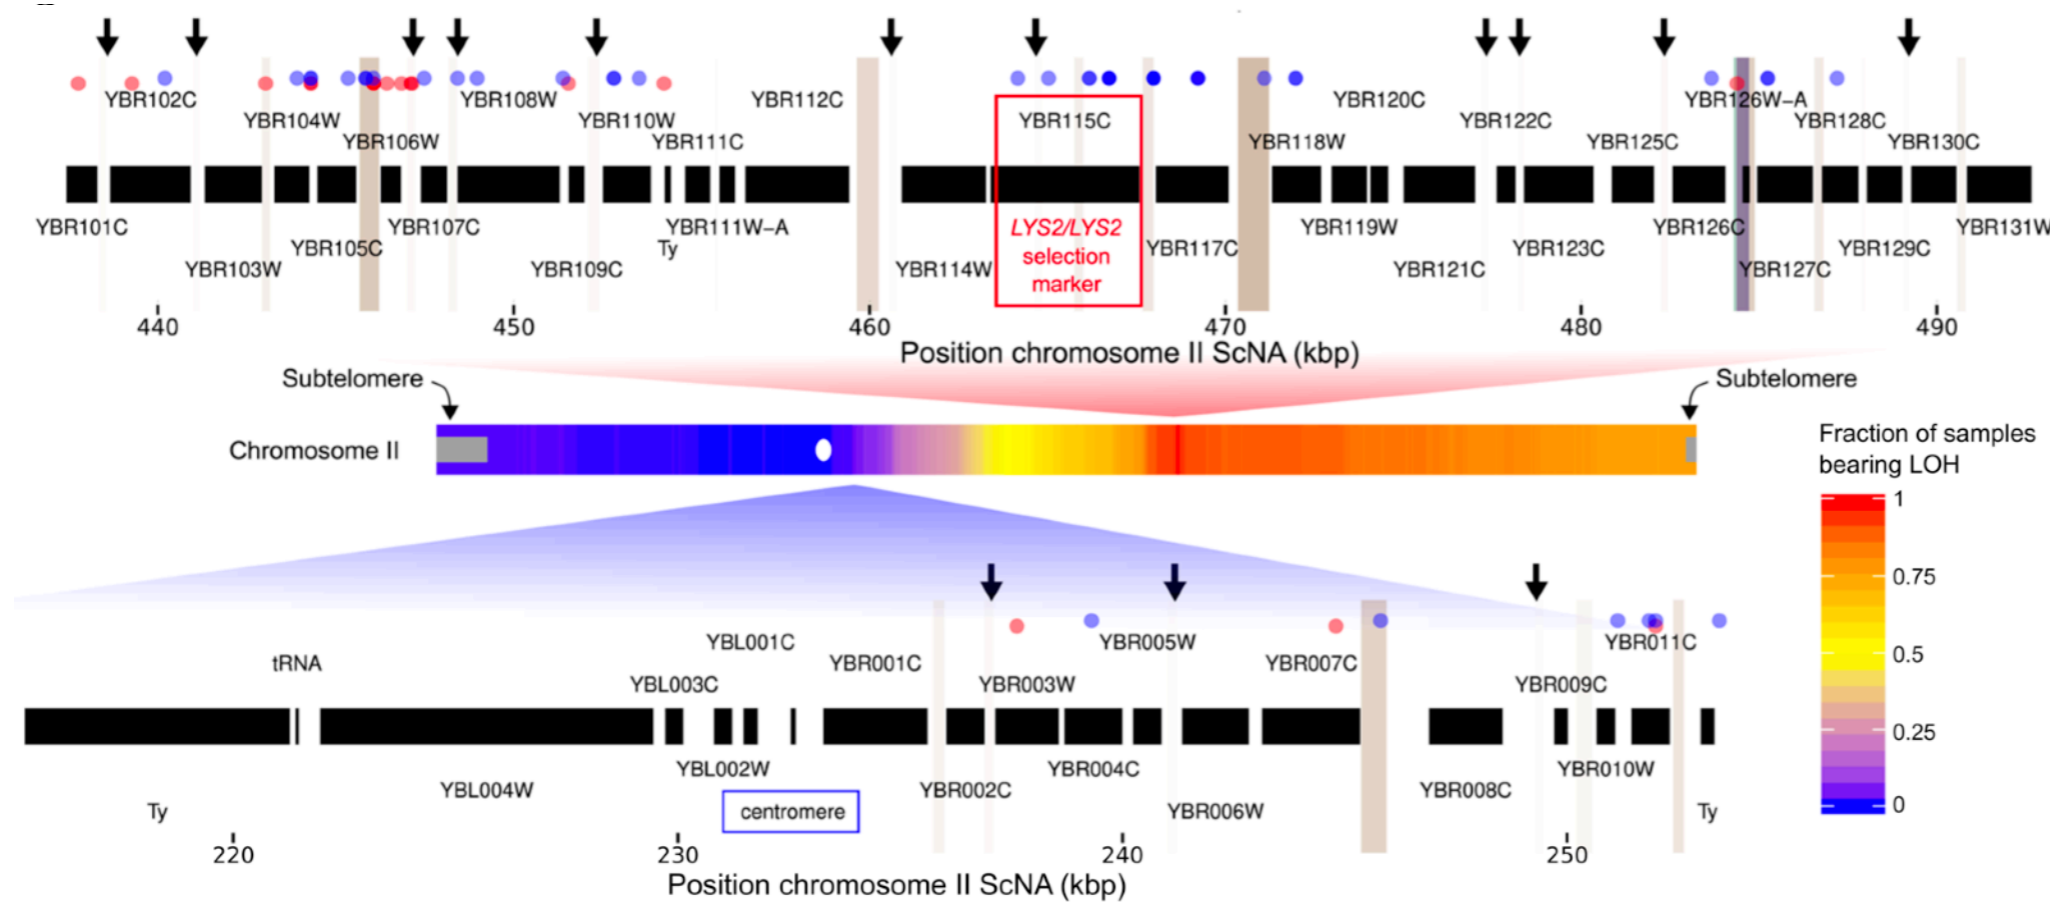 YBR102C
YBR108W
YBR112C
YBR120C
YBR126W–A
YBR104W
YBR110W
YBR115C
YBR122C
YBR128C
YBR106W
YBR111C
YBR118W
YBR125C
YBR130C
YBR101C
YBR107C
YBR111W–A
LYS2/LYS2
YBR119W
YBR126C
YBR131W
YBR105C
Ty
selection
YBR117C
YBR123C
YBR129C
YBR103W
YBR109C
YBR114W
marker
YBR121C
YBR127C
440
450
460
470
480
490
Position chromosome II ScNA (kbp)
Subtelomere
Subtelomere
Chromosome II
Fraction of samples
bearing LOH
1
0.75
0.5
0.25
0
YBL001C
YBR005W
YBR011C
tRNA
YBR001C
YBR007C
YBL003C
YBR003W
YBR009C
YBL002W
YBR004C
YBR010W
YBL004W
YBR002C
YBR008C
Ty
centromere
YBR006W
Ty
220
230
240
250
Position chromosome II ScNA (kbp)